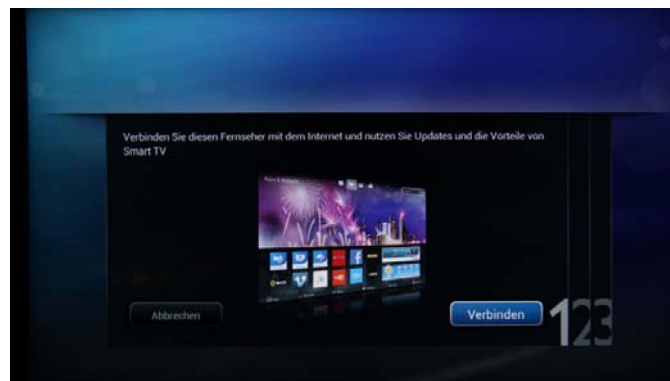 Verbinden Sie diesen Fernseher mit dem Internet und nutzen Sie Updates und die Vorteile von
Smart TV
Abbrechen
Verbinden
123